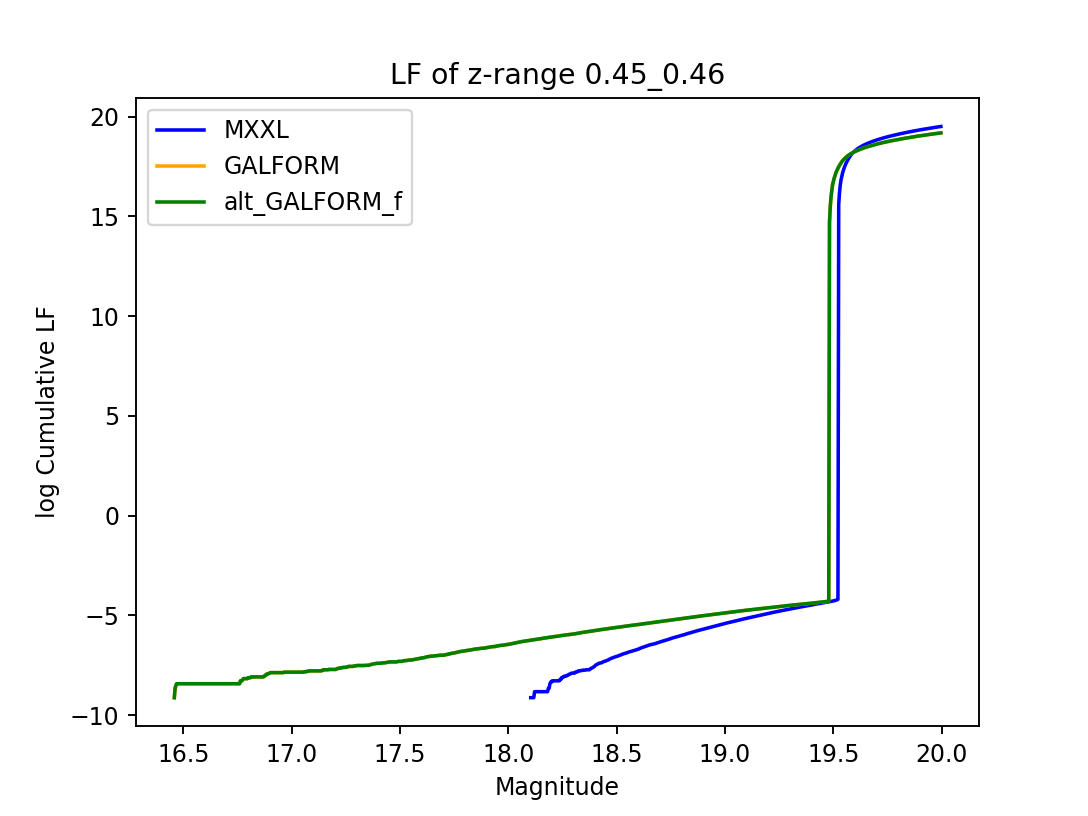 LF of z-range 0.45_0.46
MXXL
GALFORM
alt_GALFORM_f
log Cumulative LF
20
15
10
5
0
−5
−10
16.5 17.0 17.5 18.0 18.5 19.0 19.5 20.0
Magnitude